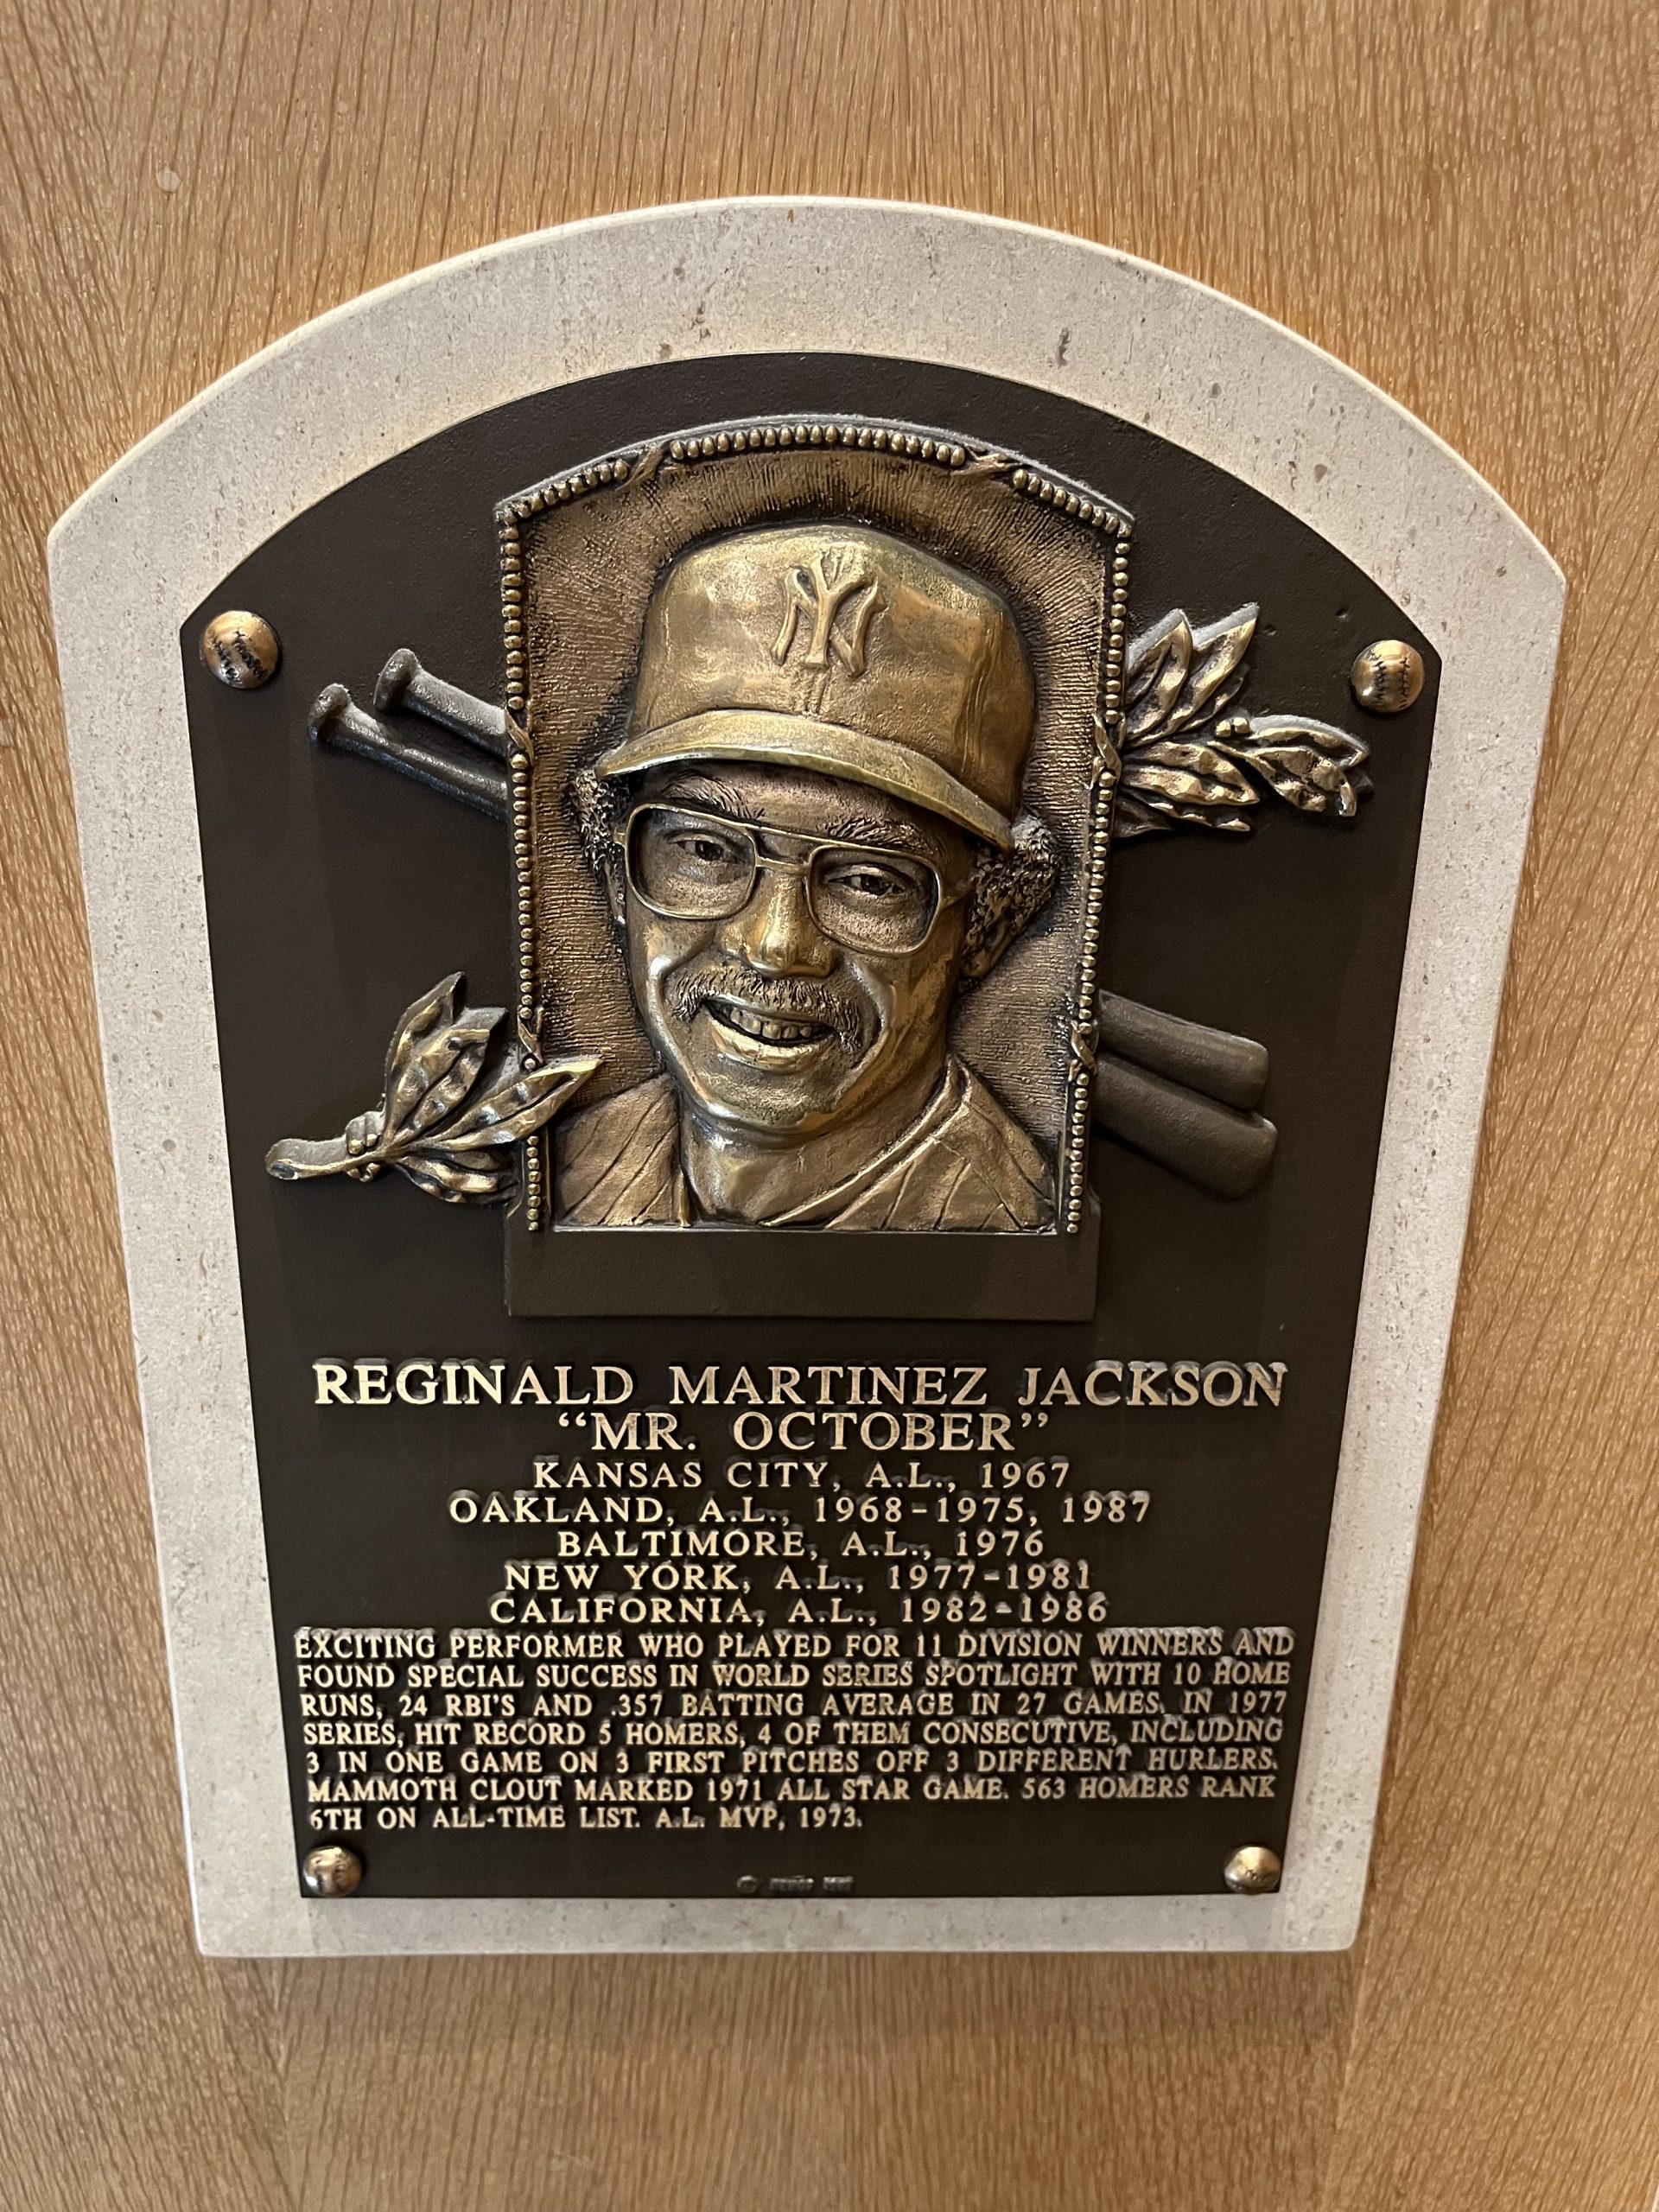 NY
REGINALD MARTINEZ JACKSON
“MR. OCTOBER”
KANSAS CITY, A.L., 1967
OAKLAND, A.L., 1968-1975, 1987
BALTIMORE, A.L., 1976
NEW YORK, A.L., 1977-1981
CALIFORNIA, A.L., 1982-1986
EXCITING PERFORMER WHO PLAYED FOR 11 DIVISION WINNERS AND
FOUND SPECIAL SUCCESS IN WORLD SERIES SPOTLIGHT WITH 10 HOME
RUNS, 24 RBI'S AND .357 BATTING AVERAGE IN 27 GAMES. IN 1977
SERIES, HIT RECORD 5 HOMERS, 4 OF THEM CONSECUTIVE, INCLUDING
3 IN ONE GAME ON 3 FIRST PITCHES OFF 3 DIFFERENT HURLERS.
MAMMOTH CLOUT MARKED 1971 ALL STAR GAME. 563 HOMERS RANK
6TH ON ALL-TIME LIST. A.L. MVP, 1973.